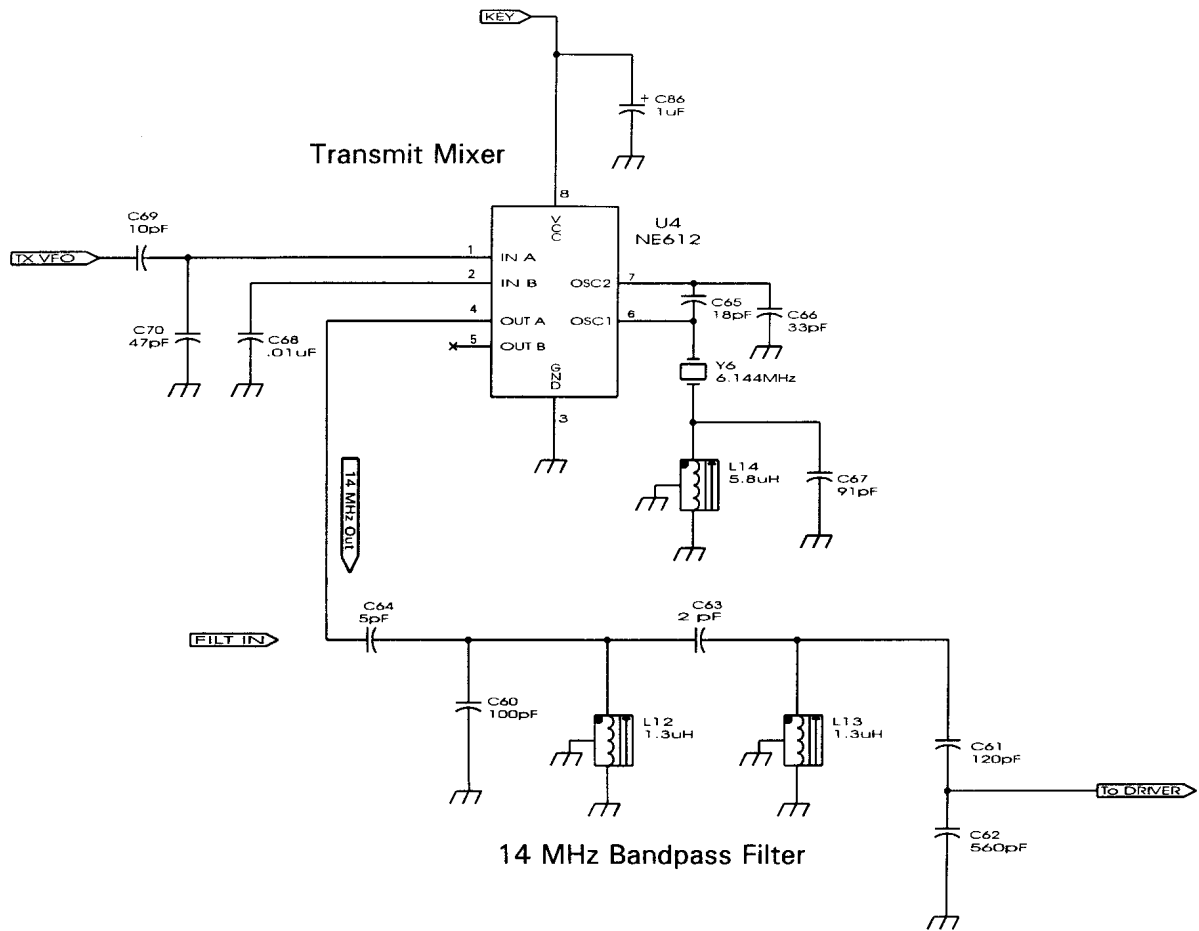 KEY
+ C86
1uF
Transmit Mixer
8
VCC
U4
NE612
C69
10pF
TX VFO
1
IN A
2
IN B
OSC2
7
4
OUT A
OSC1
6
5
OUT B
GND
3
C70
47pF
C68
.01uF
C65
18pF
C66
33pF
Y6
6.144MHz
L14
5.8uH
C67
91pF
14 MHz Out
FILT IN
C64
5pF
C63
2 pF
C60
100pF
L12
1.3uH
L13
1.3uH
C61
120pF
To DRIVER
C62
560pF
14 MHz Bandpass Filter